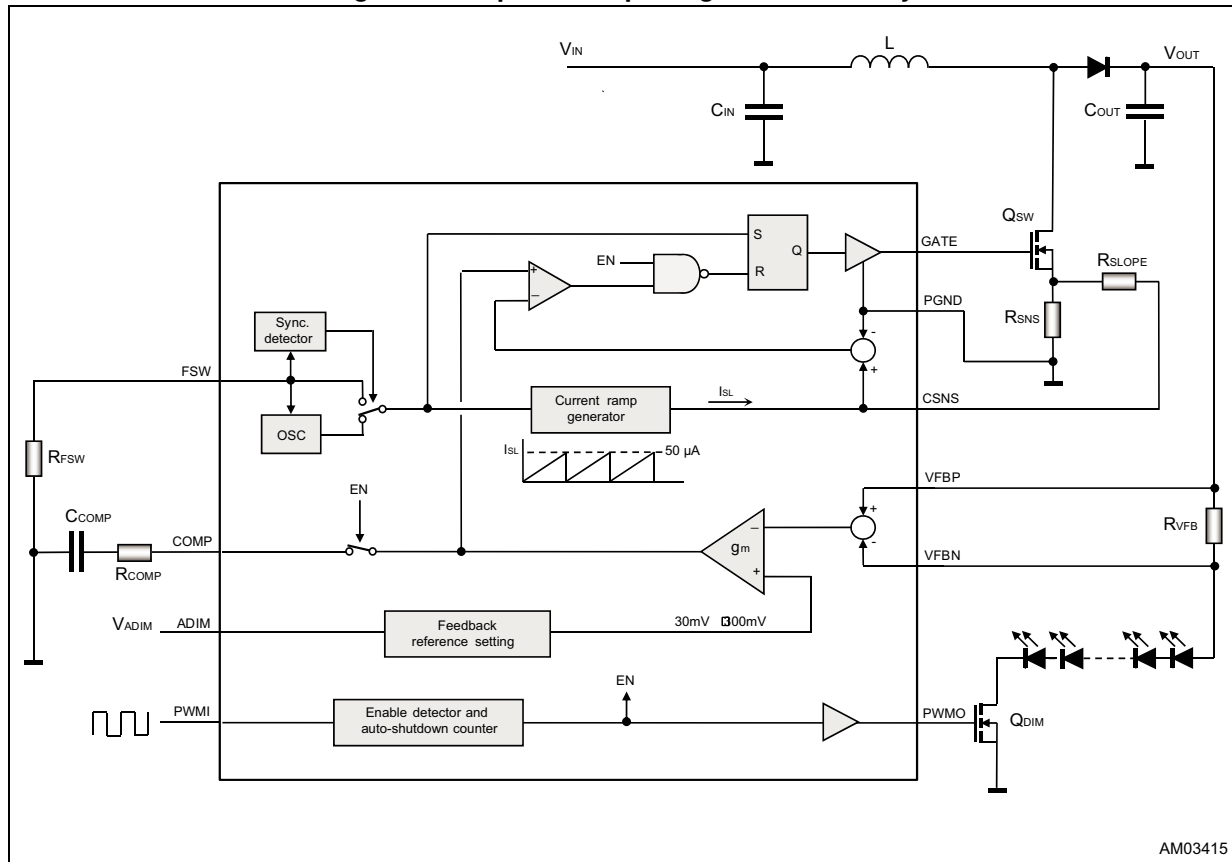 L
VIN
VOUT
CIN
COUT
QSW
S
Q
GATE
EN
RSLOPE
+
R
−
PGND
RSNS
Sync.
detector
-
FSW
+
ISL
Current ramp
generator
CSNS
OSC
RFSW
ISL
50 µA
EN
VFBP
CCOMP
+
RVFB
COMP
−
-
gm
VFBN
RCOMP
+
VADIM
ADIM
Feedback
reference setting
30mV
300mV
EN
PWMI
Enable detector and
auto-shutdown counter
PWMO
QDIM
AM03415